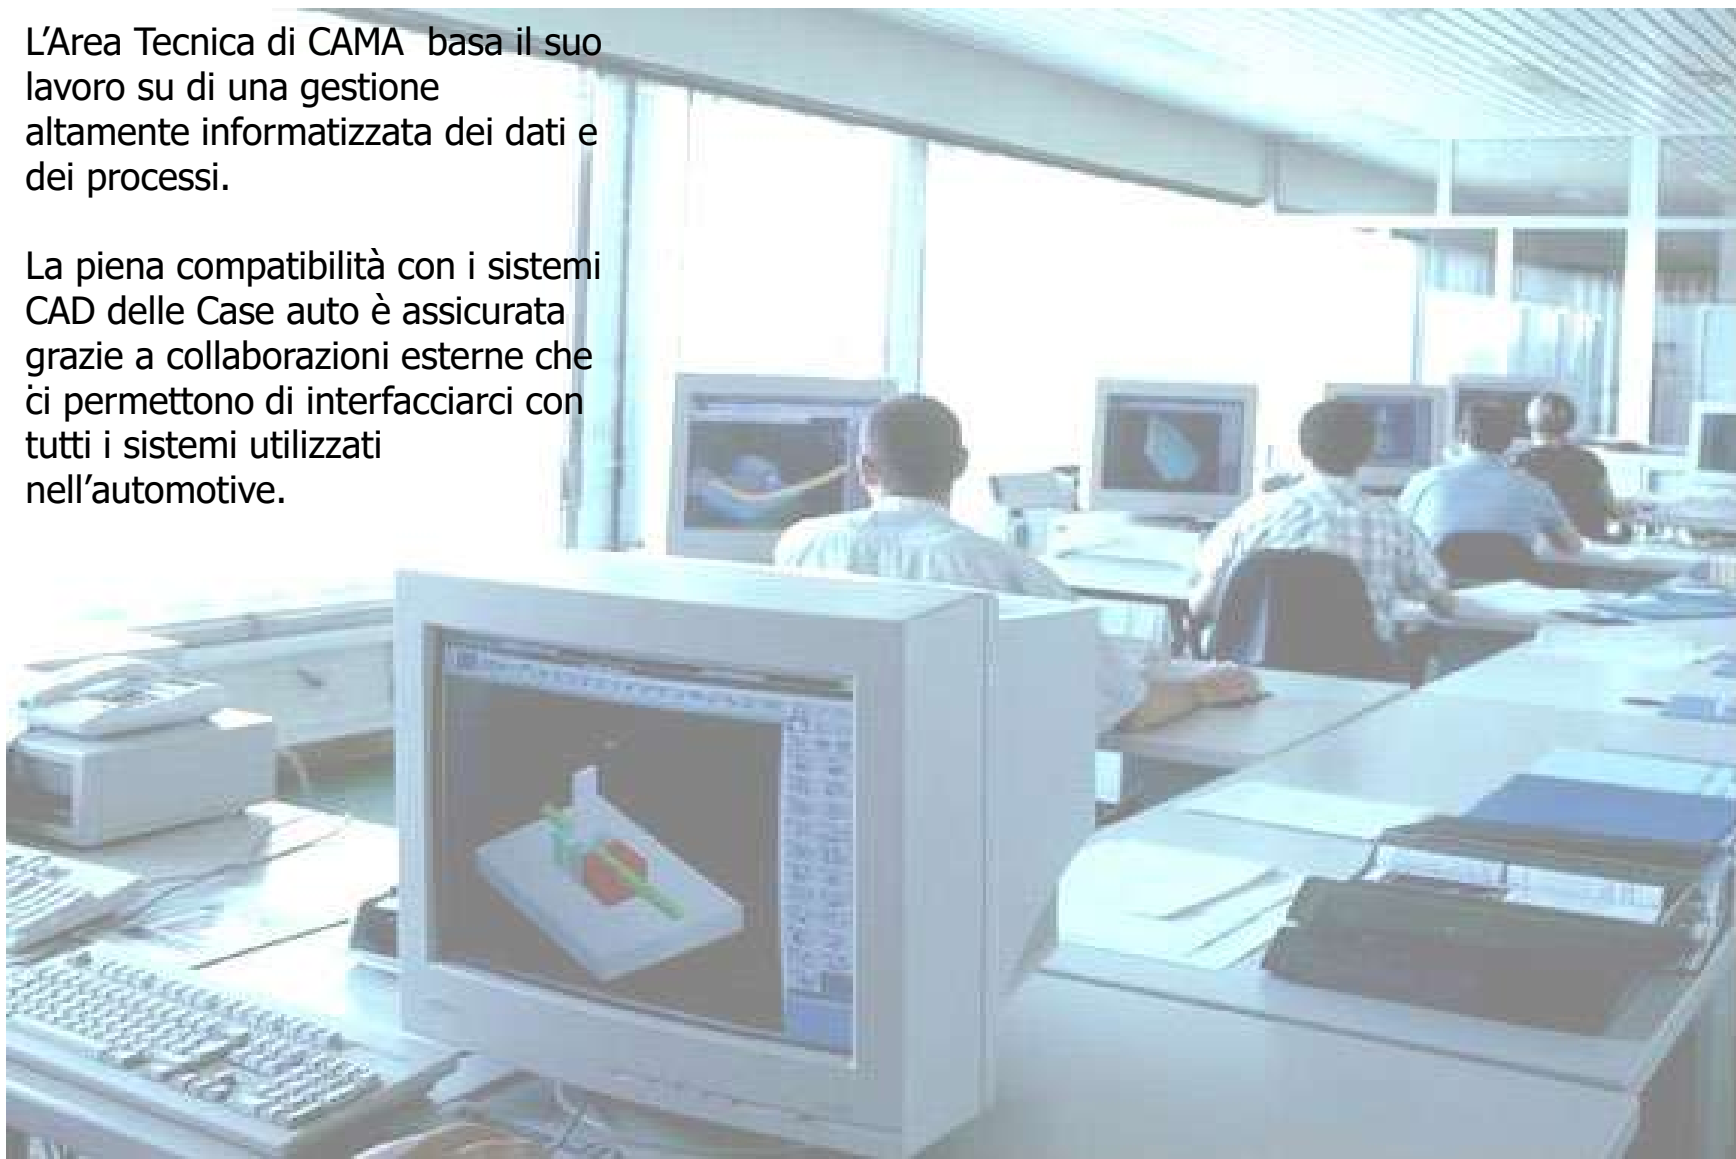 L’Area Tecnica di CAMA  basa il suo
lavoro su di una gestione
altamente informatizzata dei dati e
dei processi.
La piena compatibilità con i sistemi
CAD delle Case auto è assicurata
grazie a collaborazioni esterne che
ci permettono di interfacciarci con
tutti i sistemi utilizzati
nell’automotive.